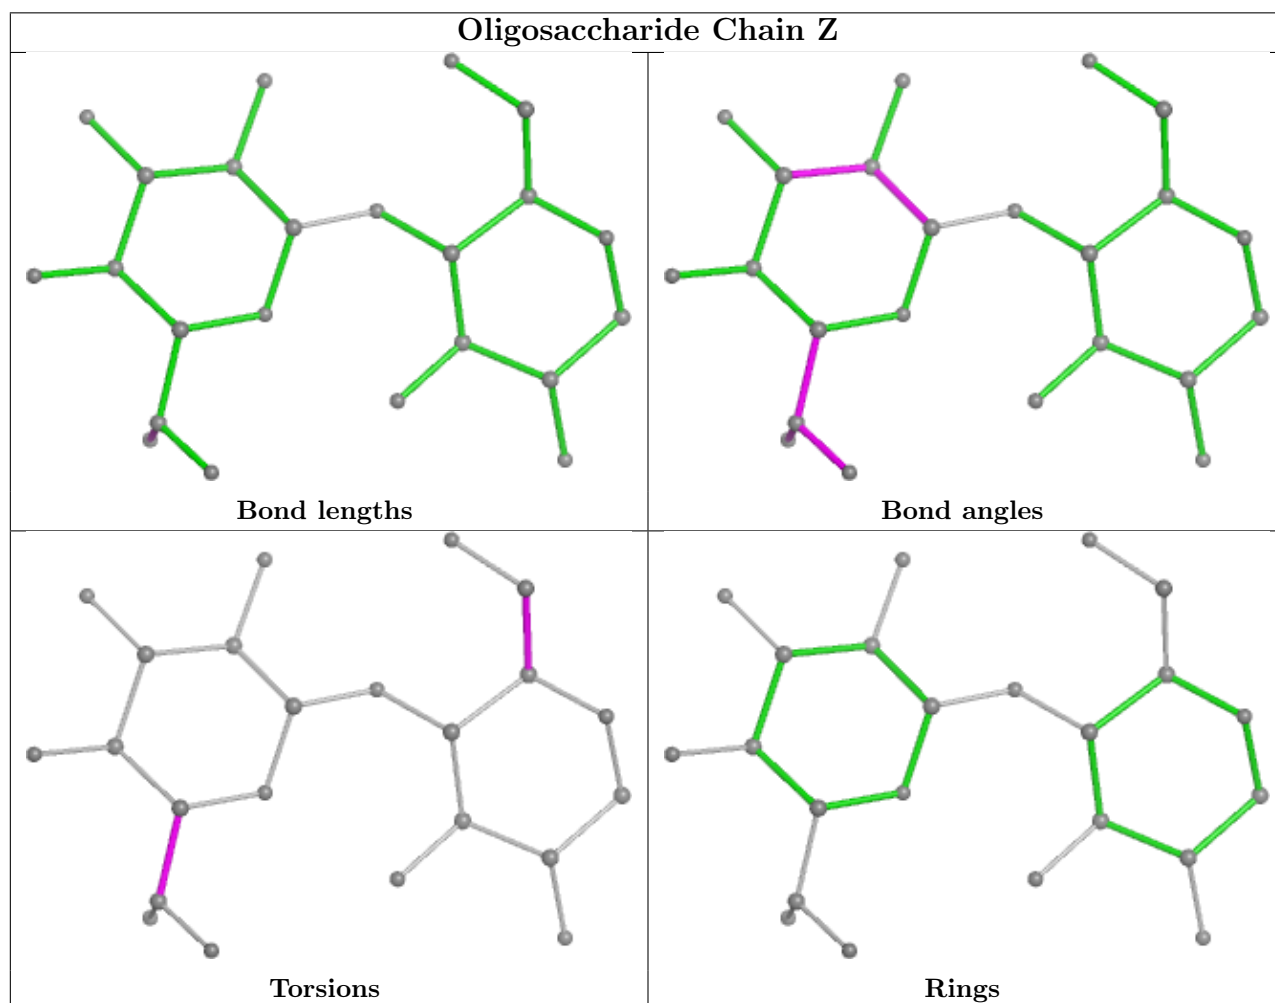 Oligosaccharide Chain Z
Bond lengths
Bond angles
Torsions
Rings